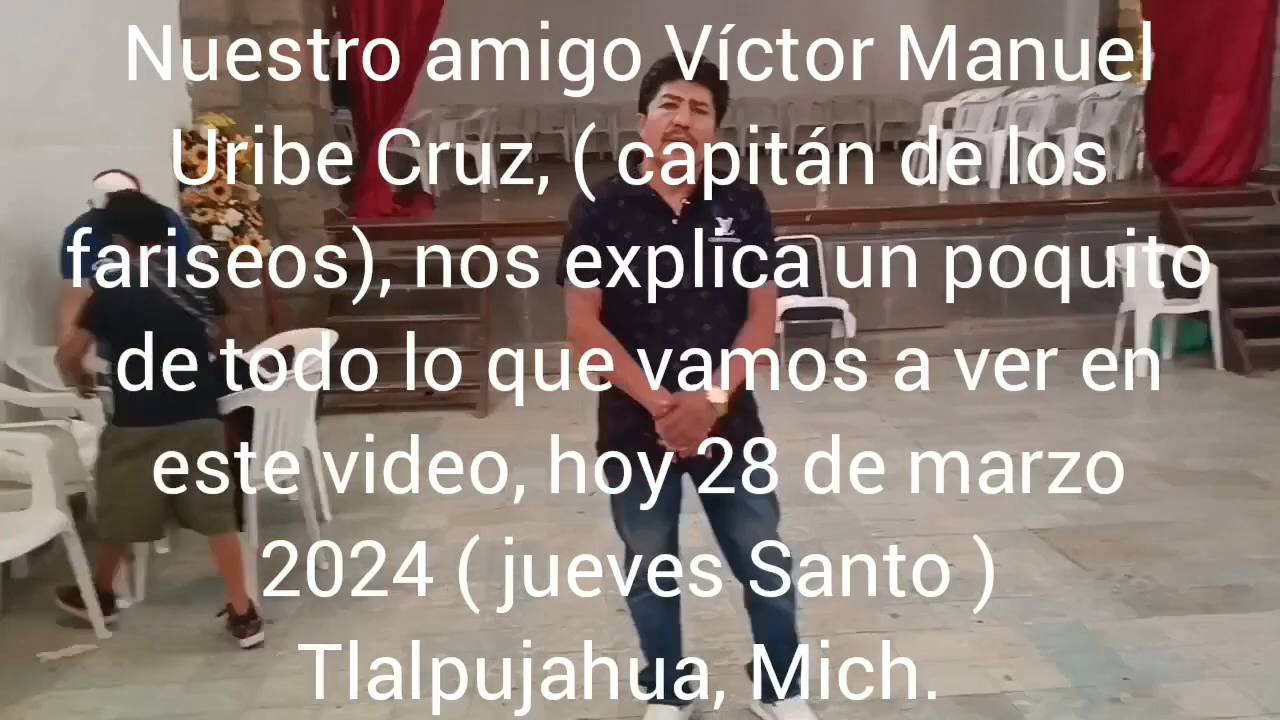 Nuestro amigo Víctor Manuel
Uribe Cruz, ( capitán de los
fariseos), nos explica un poquito
de todo lo que vamos a ver en
este video, hoy 28 de marzo
2024 ( jueves Santo )
Tlalpujahua, Mich.